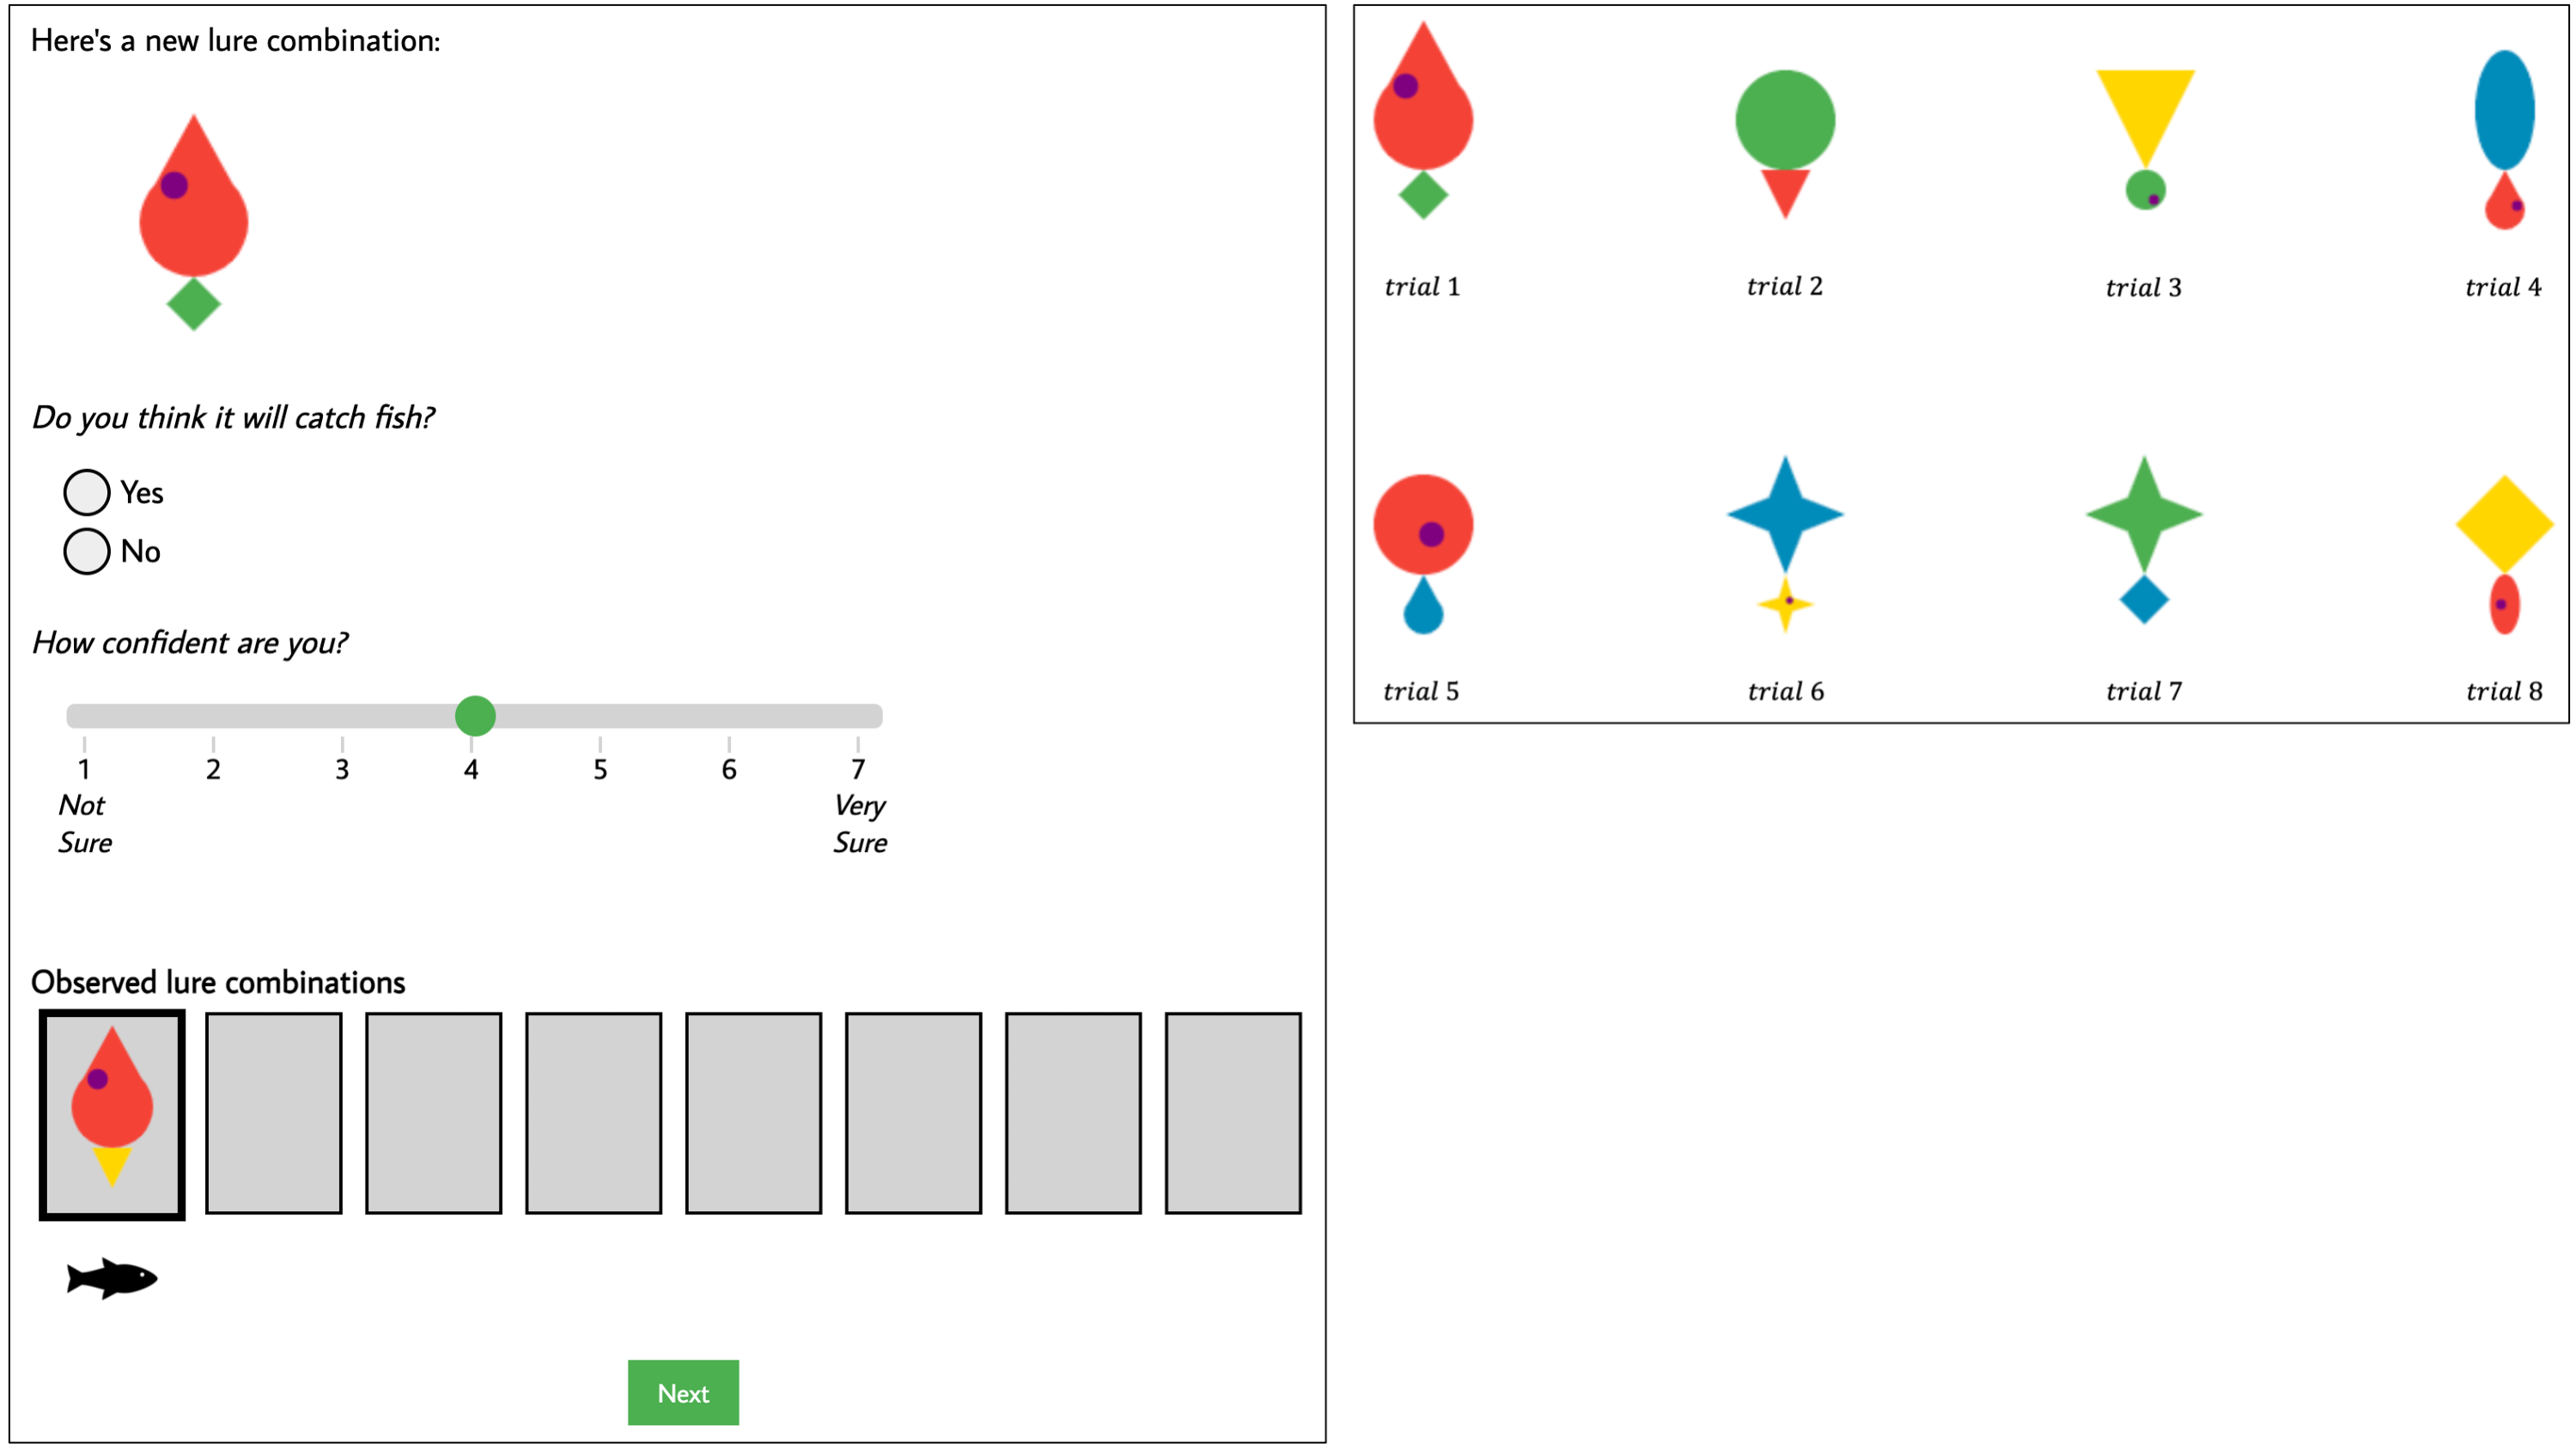 Here's a new lure combination:
Do you think it will catch fish?
Yes
No
How confident are you?
1 2 3 4 5 6 7
Not Sure
Very Sure
Observed lure combinations
Next
trial 1 trial 2 trial 3 trial 4
trial 5 trial 6 trial 7 trial 8